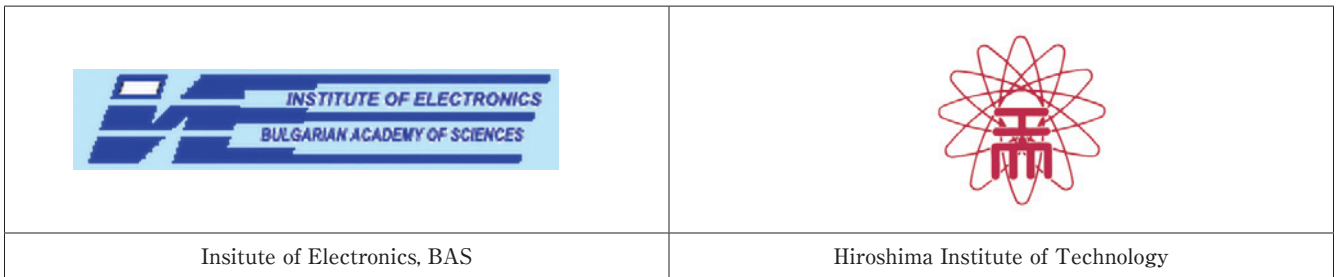 INSTITUTE OF ELECTRONICS
BULGARIAN ACADEMY OF SCIENCES
Insitute of Electronics, BAS
Hiroshima Institute of Technology